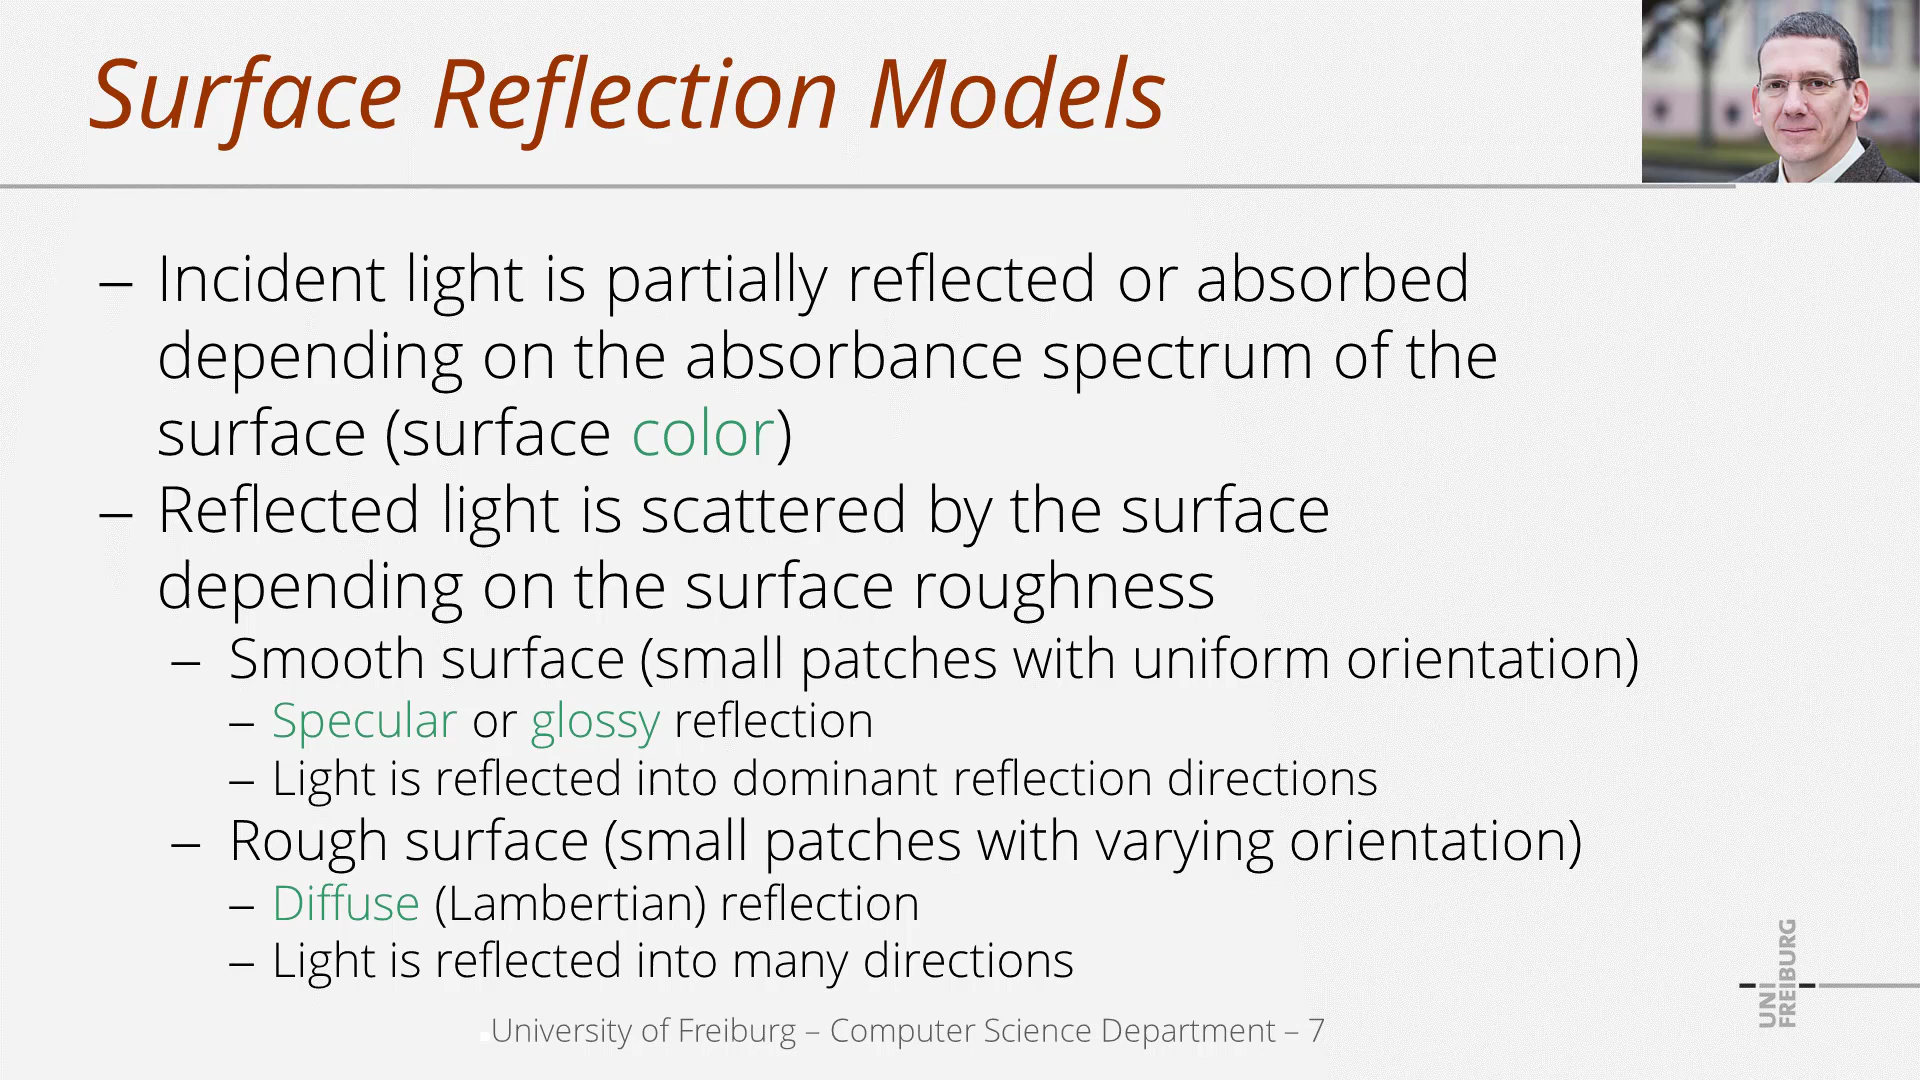 Surface Reflection Models
– Incident light is partially reflected or absorbed
depending on the absorbance spectrum of the
surface (surface color)
– Reflected light is scattered by the surface
depending on the surface roughness
– Smooth surface (small patches with uniform orientation)
– Specular or glossy reflection
– Light is reflected into dominant reflection directions
– Rough surface (small patches with varying orientation)
– Diffuse (Lambertian) reflection
– Light is reflected into many directions
University of Freiburg – Computer Science Department – 7
UNI
FREIBURG